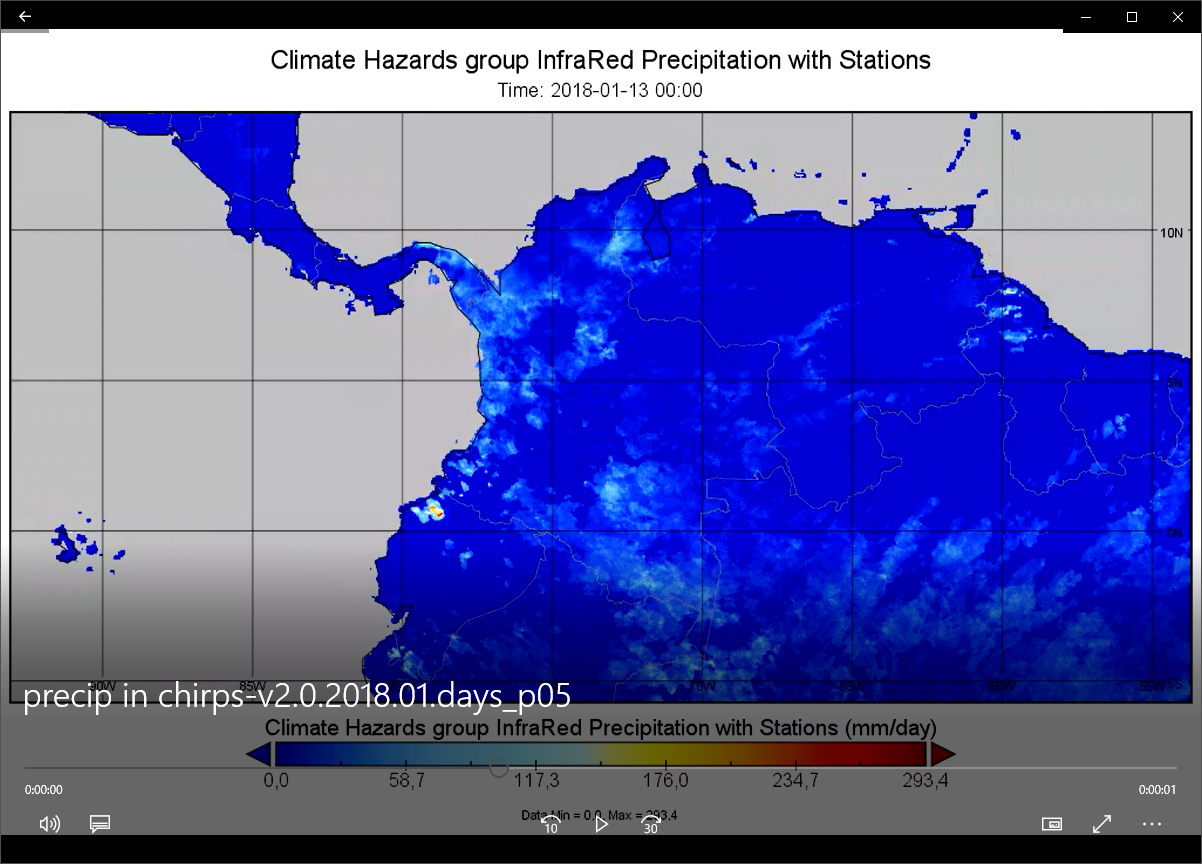 Climate Hazards group InfraRed Precipitation with Stations
Time: 2018-01-13 00:00
10N
5N
0N
90W 85W 70W 65W 60W 55W 5S
precip in chirps-v2.0.2018.01.days_p05
Climate Hazards group InfraRed Precipitation with Stations (mm/day)
0,0 58,7 117,3 176,0 234,7 293,4
0:00:00 0:00:01
Data Min = 0,0, Max = 293,4
10 30